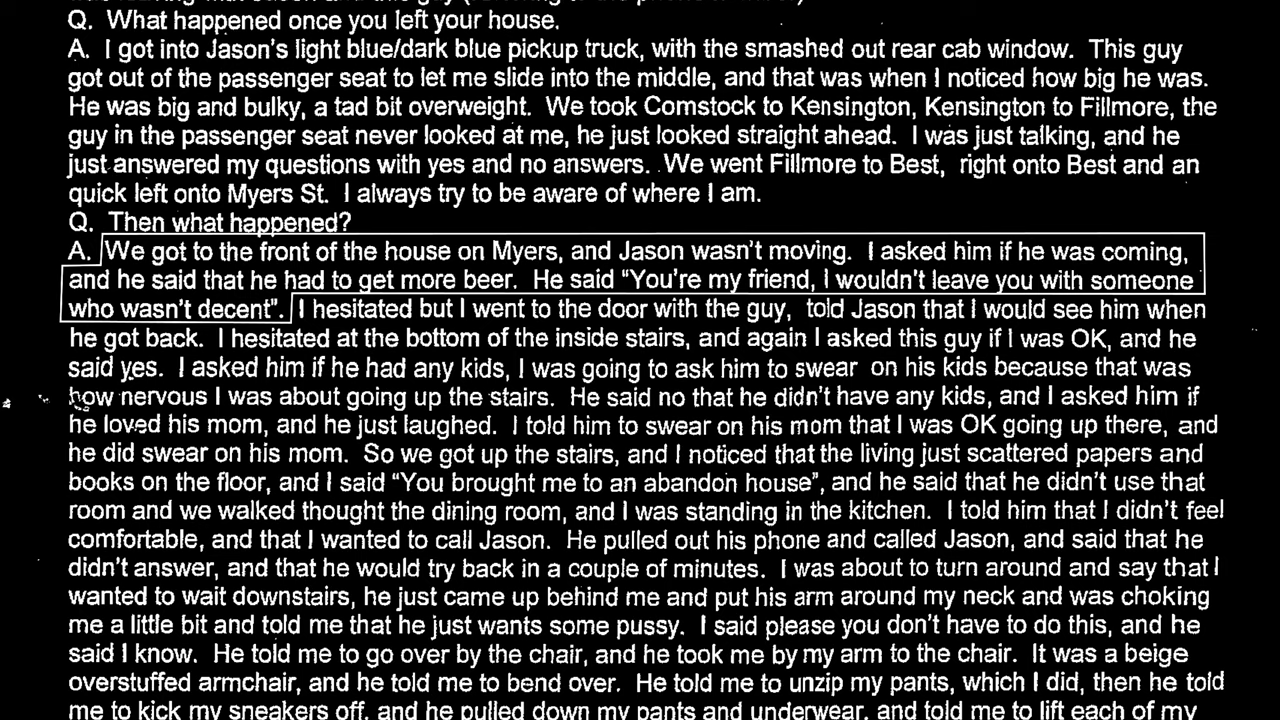 Q. What happened once you left your house.
A. I got into Jason's light blue/dark blue pickup truck, with the smashed out rear cab window. This guy
got out of the passenger seat to let me slide into the middle, and that was when I noticed how big he was.
He was big and bulky, a tad bit overweight. We took Comstock to Kensington, Kensington to Fillmore, the
guy in the passenger seat never looked at me, he just looked straight ahead. I was just talking, and he
just answered my questions with yes and no answers. We went Fillmore to Best, right onto Best and an
quick left onto Myers St. I always try to be aware of where I am.
Q. Then what happened?
A. We got to the front of the house on Myers, and Jason wasn't moving. I asked him if he was coming,
and he said that he had to get more beer. He said "You're my friend, I wouldn't leave you with someone
who wasn't decent". I hesitated but I went to the door with the guy, told Jason that I would see him when
he got back. I hesitated at the bottom of the inside stairs, and again I asked this guy if I was OK, and he
said yes. I asked him if he had any kids, I was going to ask him to swear on his kids because that was
how nervous I was about going up the stairs. He said no that he didn't have any kids, and I asked him if
he loved his mom, and he just laughed. I told him to swear on his mom that I was OK going up there, and
he did swear on his mom. So we got up the stairs, and I noticed that the living just scattered papers and
books on the floor, and I said "You brought me to an abandon house", and he said that he didn't use that
room and we walked thought the dining room, and I was standing in the kitchen. I told him that I didn't feel
comfortable, and that I wanted to call Jason. He pulled out his phone and called Jason, and said that he
didn't answer, and that he would try back in a couple of minutes. I was about to turn around and say that I
wanted to wait downstairs, he just came up behind me and put his arm around my neck and was choking
me a little bit and told me that he just wants some pussy. I said please you don't have to do this, and he
said I know. He told me to go over by the chair, and he took me by my arm to the chair. It was a beige
overstuffed armchair, and he told me to bend over. He told me to unzip my pants, which I did, then he told
me to kick my sneakers off, and he pulled down my pants and underwear, and told me to lift each of my